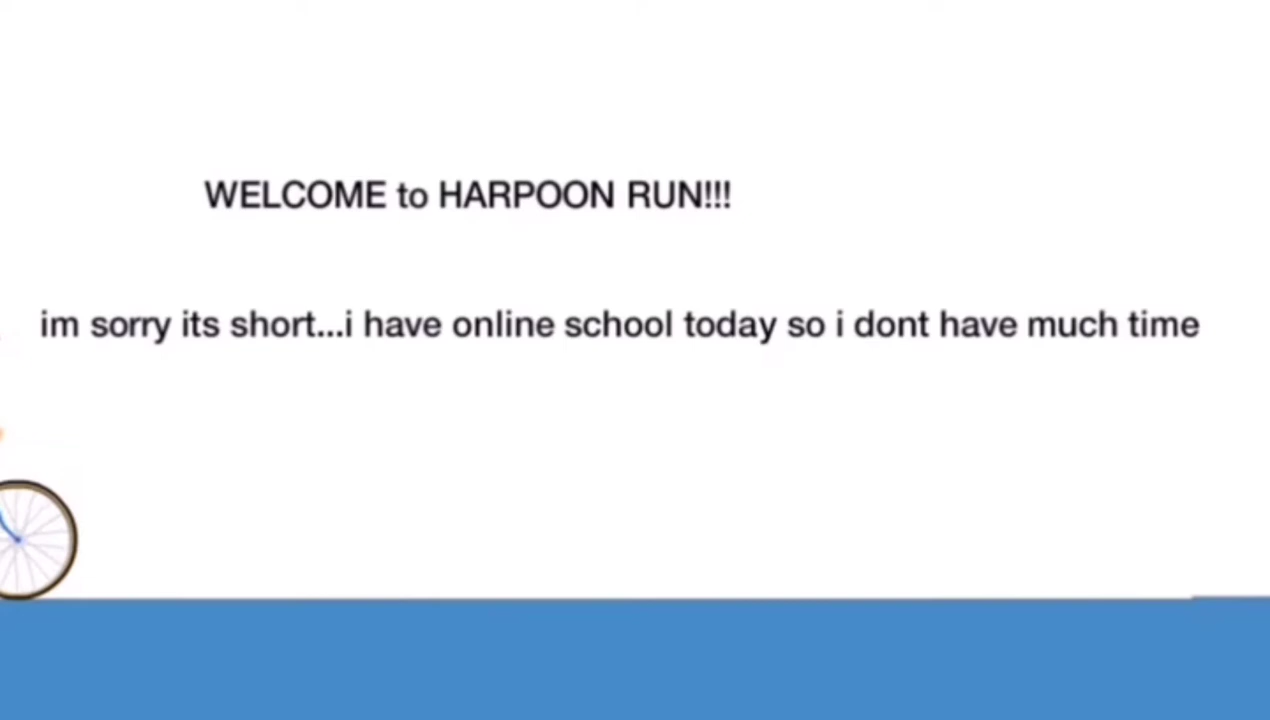 WELCOME to HARPOON RUN!!!
im sorry its short...i have online school today so i dont have much time